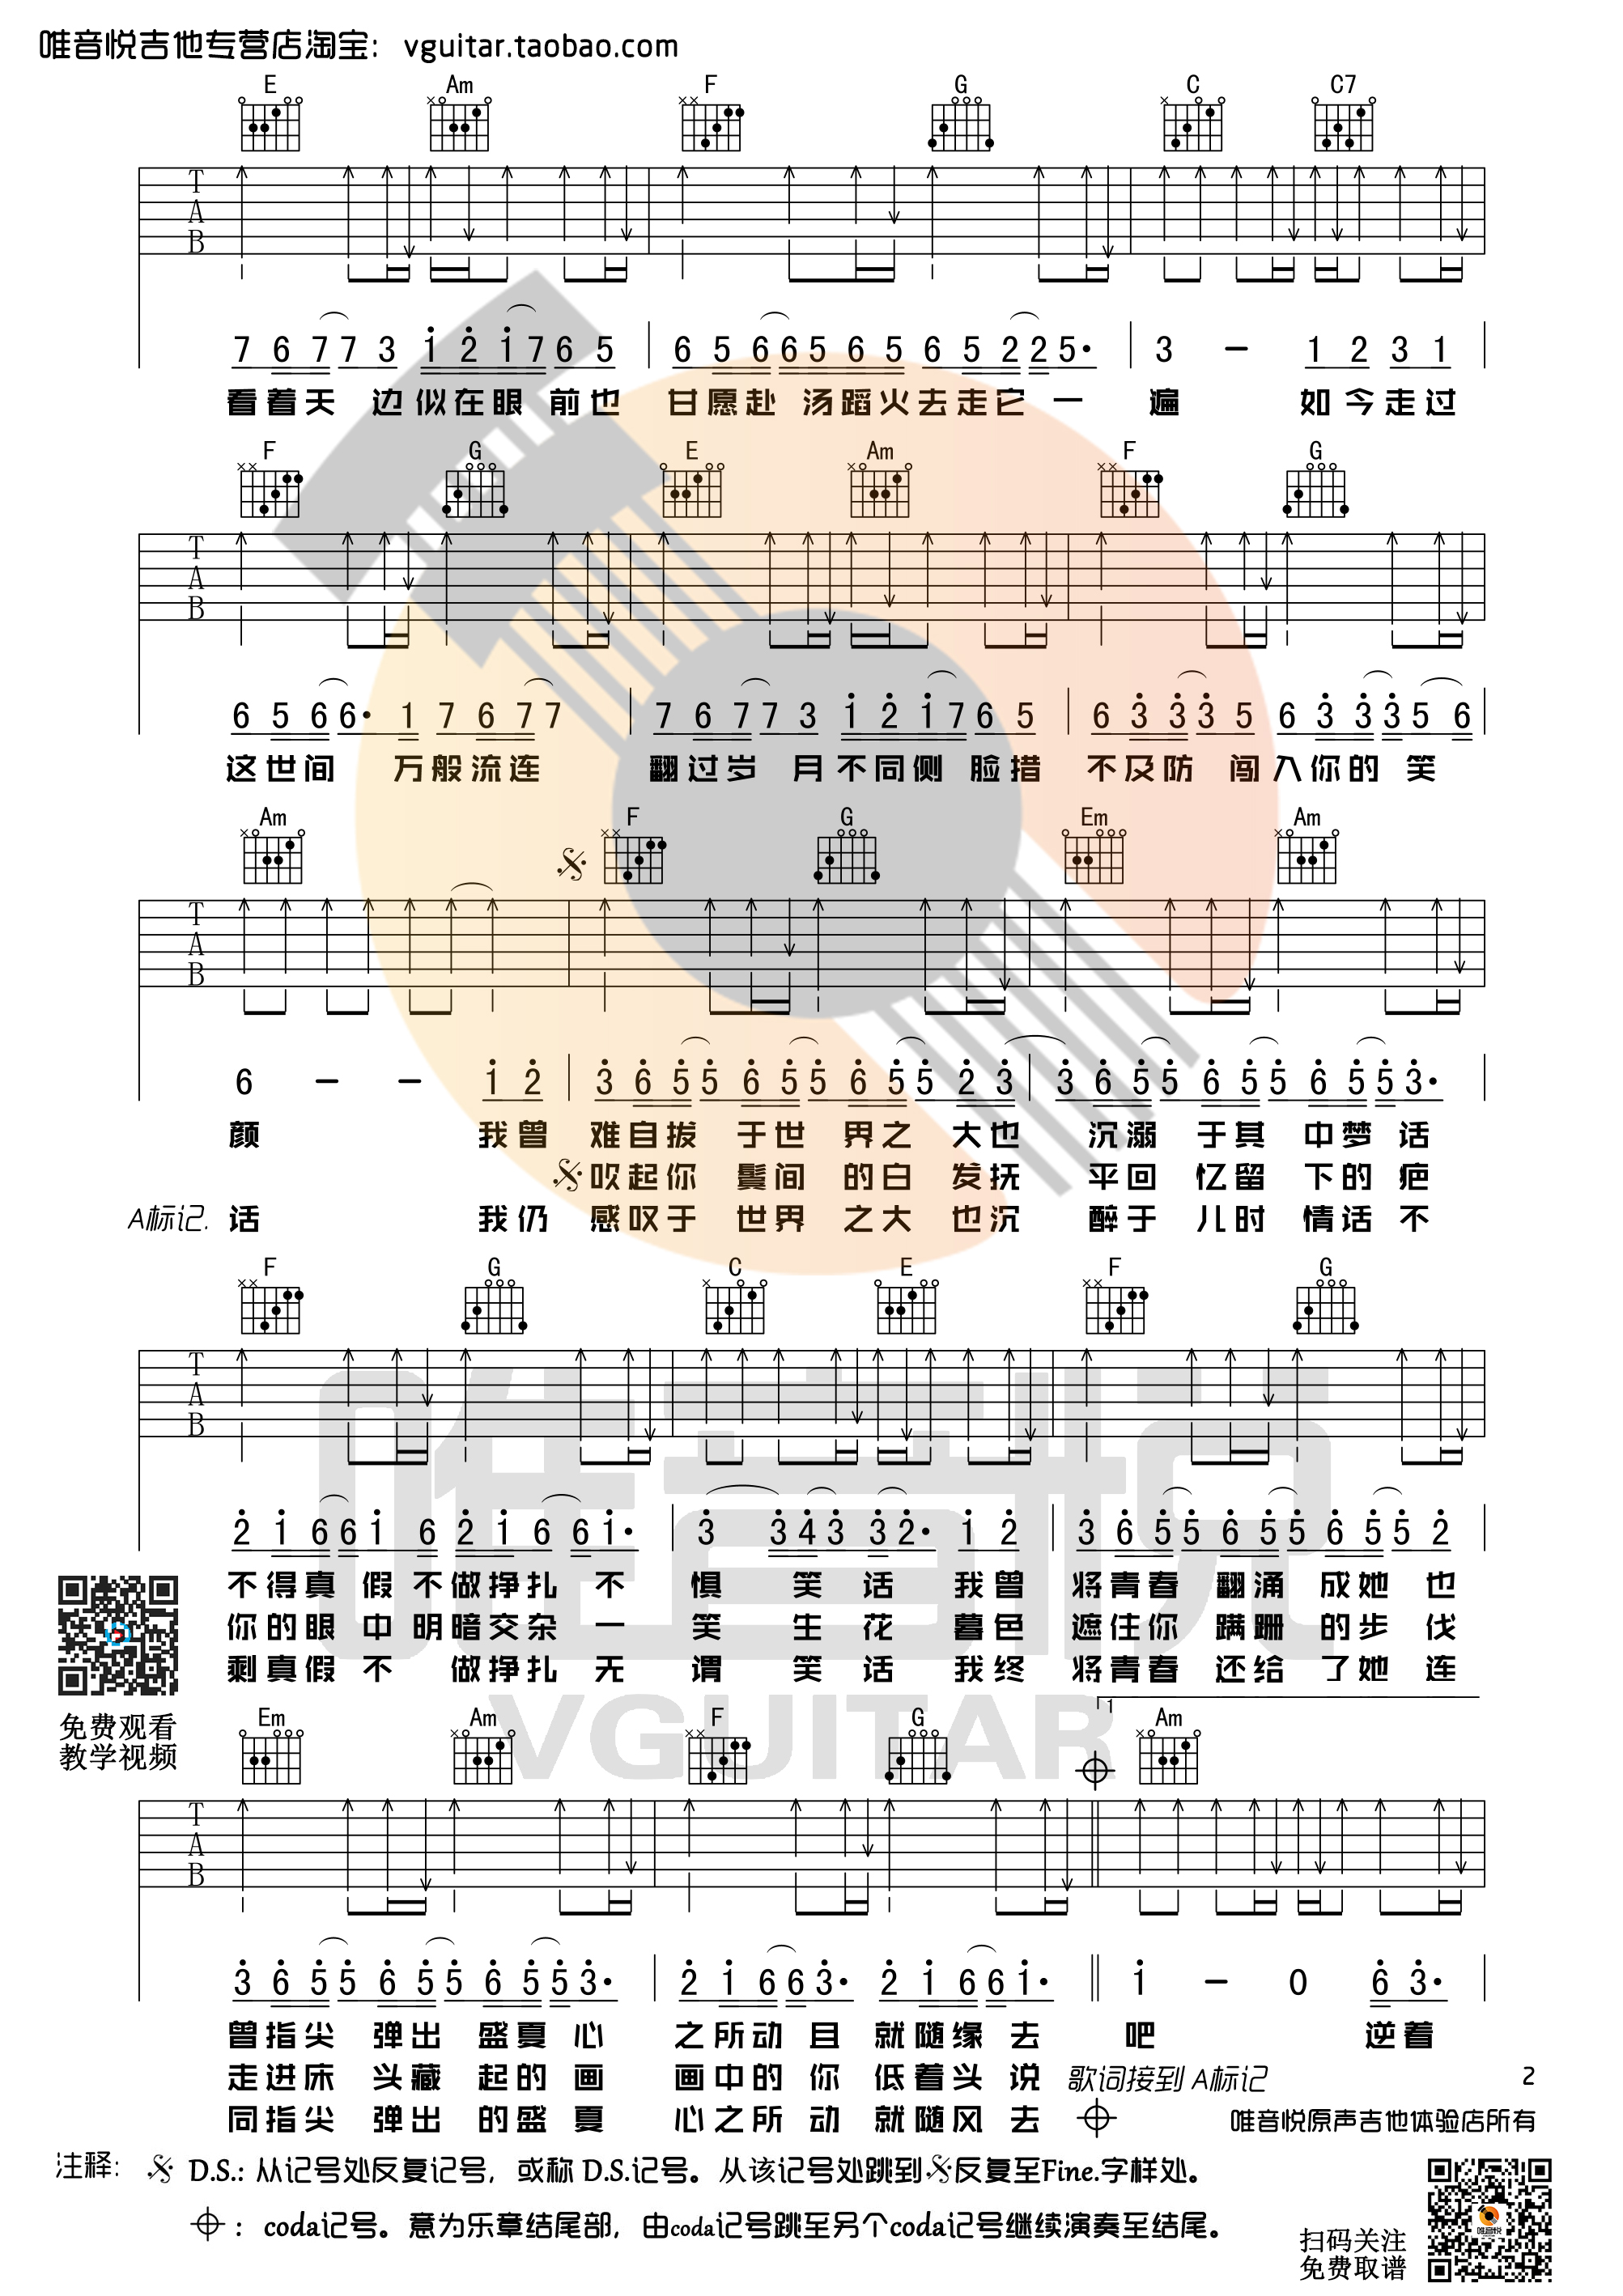 唯音悦吉他专营店淘宝: vguitar.taobao.com
E Am F G C C7
T
A
B
7 6 7 7 3 1 2 1 7 6 5 6 5 6 6 5 6 5 6 5 2 2 5· 3 － 1 2 3 1
看着天 边似在眼 前也 甘愿赴 汤蹈火去走它 一 遍 如今走过
F G E Am F G
T
A
B
6 5 6 6· 1 7 6 7 7 7 6 7 7 3 1 2 1 7 6 5 6 3 3 3 5 6 3 3 3 5 6
这世间 万般流连 翻过岁 月不同侧 脸措 不及防 闯入你的 笑
Am F G Em Am
T
A
B
6 － － 1 2 3 6 5 5 6 5 5 6 5 5 2 3 3 6 5 5 6 5 5 6 5 5 3·
颜 我曾 难自拔 于世 界之 大也 沉溺 于其 中梦 话
吹起你 鬓间 的白 发抚 平回 忆留 下的 疤
A标记. 话 我仍 感叹于 世界 之大 也沉 醉于 儿时 情话 不
F G C E F G
T
A
B
2 1 6 6 1 6 2 1 6 6 1· 3 3 4 3 3 2· 1 2 3 6 5 5 6 5 5 6 5 5 2
不得真 假 不做挣扎 不 惧 笑 话 我曾 将青春 翻涌 成她 也
你的眼 中 明暗交杂 一 笑 生 花 暮色 遮住你 蹒跚 的步 伐
剩真假 不 做挣扎 无 谓 笑 话 我终 将青春 还给 了她 连
免费观看
教学视频
1
Em Am F G Am
T
A
B
3 6 5 5 6 5 5 6 5 5 3· 2 1 6 6 3· 2 1 6 6 1· 1 － 0 6 3·
曾指尖 弹出 盛夏 心 之所动 且 就随缘 去 吧 逆着
走进床 头藏 起的 画 画中的 你 低着头 说 歌词接到 A标记
同指尖 弹出 的盛 夏 心之所 动 就随风 去
2
唯音悦原声吉他体验店所有
注释: D.S.: 从记号处反复记号，或称 D.S.记号。从该记号处跳到反复至Fine.字样处。
: coda记号。意为乐章结尾部，由coda记号跳至另个coda记号继续演奏至结尾。
扫码关注
免费取谱
唯音悦
VGUITAR
唯音悦